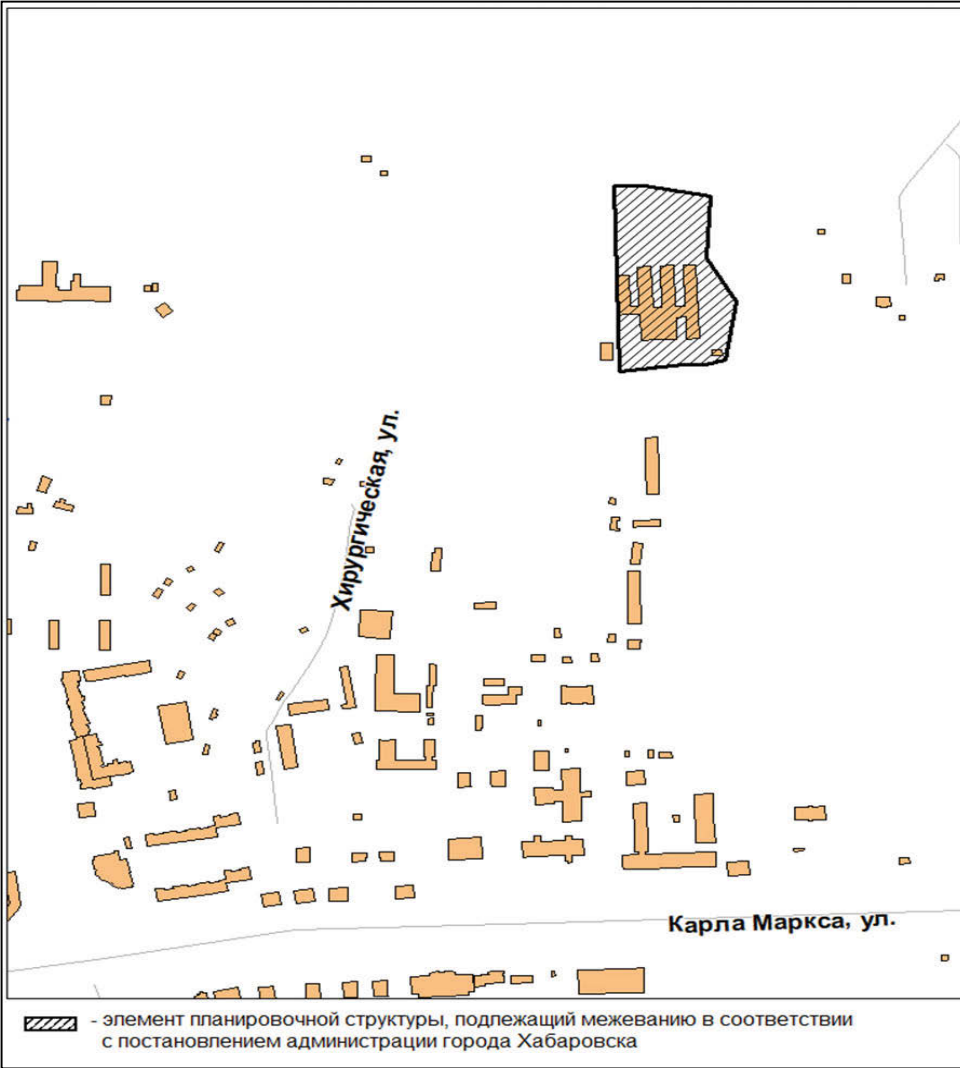 Хирургическая, ул.
Карла Маркса, ул.
- элемент планировочной структуры, подлежащий межеванию в соответствии
с постановлением администрации города Хабаровска